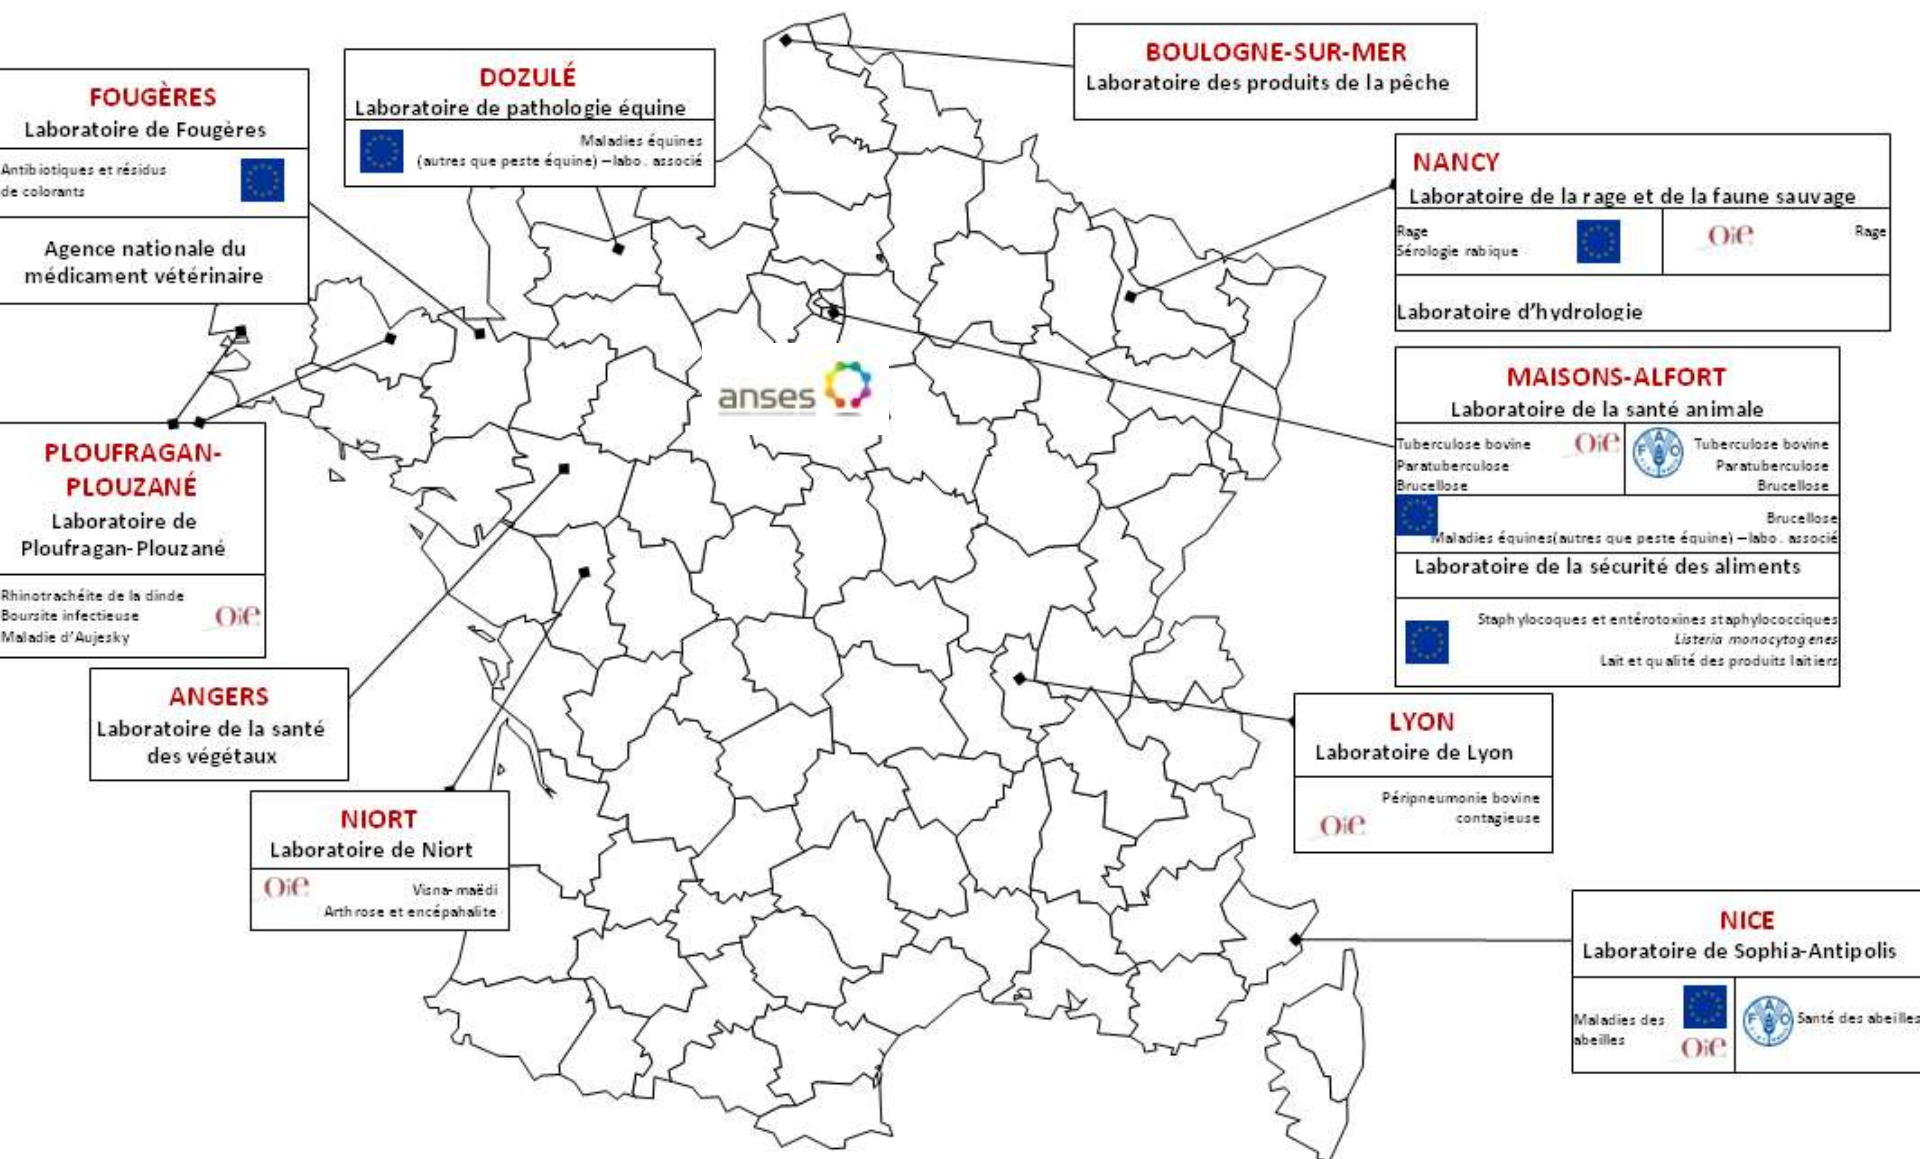 BOULOGNE-SUR-MER
Laboratoire des produits de la pêche
DOZULÉ
Laboratoire de pathologie équine
Maladies équines
(autres que peste équine) –labo. associé
FOUGÈRES
Laboratoire de Fougères
Antibiotiques et résidus
de colorants
Agence nationale du
médicament vétérinaire
NANCY
Laboratoire de la rage et de la faune sauvage
Rage
Sérologie rabique
Oie
Rage
Laboratoire d'hydrologie
anses
MAISONS-ALFORT
Laboratoire de la santé animale
Tuberculose bovine
Paratuberculose
Brucellose
Oie
FAO
Tuberculose bovine
Paratuberculose
Brucellose
Brucellose
Maladies équines(autres que peste équine) –labo. associé
Laboratoire de la sécurité des aliments
Staphylocoques et entérotoxines staphylococciques
Listeria monocytogenes
Lait et qualité des produits laitiers
PLOUFRAGAN-
PLOUZANÉ
Laboratoire de
Ploufragan-Plouzané
Rhinotrachéite de la dinde
Boursite infectieuse
Maladie d'Aujesky
Oie
ANGERS
Laboratoire de la santé
des végétaux
LYON
Laboratoire de Lyon
Péripneumonie bovine
contagieuse
Oie
NIORT
Laboratoire de Niort
Oie
Visna-maëdi
Arthrose et encépahalite
NICE
Laboratoire de Sophia-Antipolis
Maladies des
abeilles
Oie
FAO
Santé des abeilles